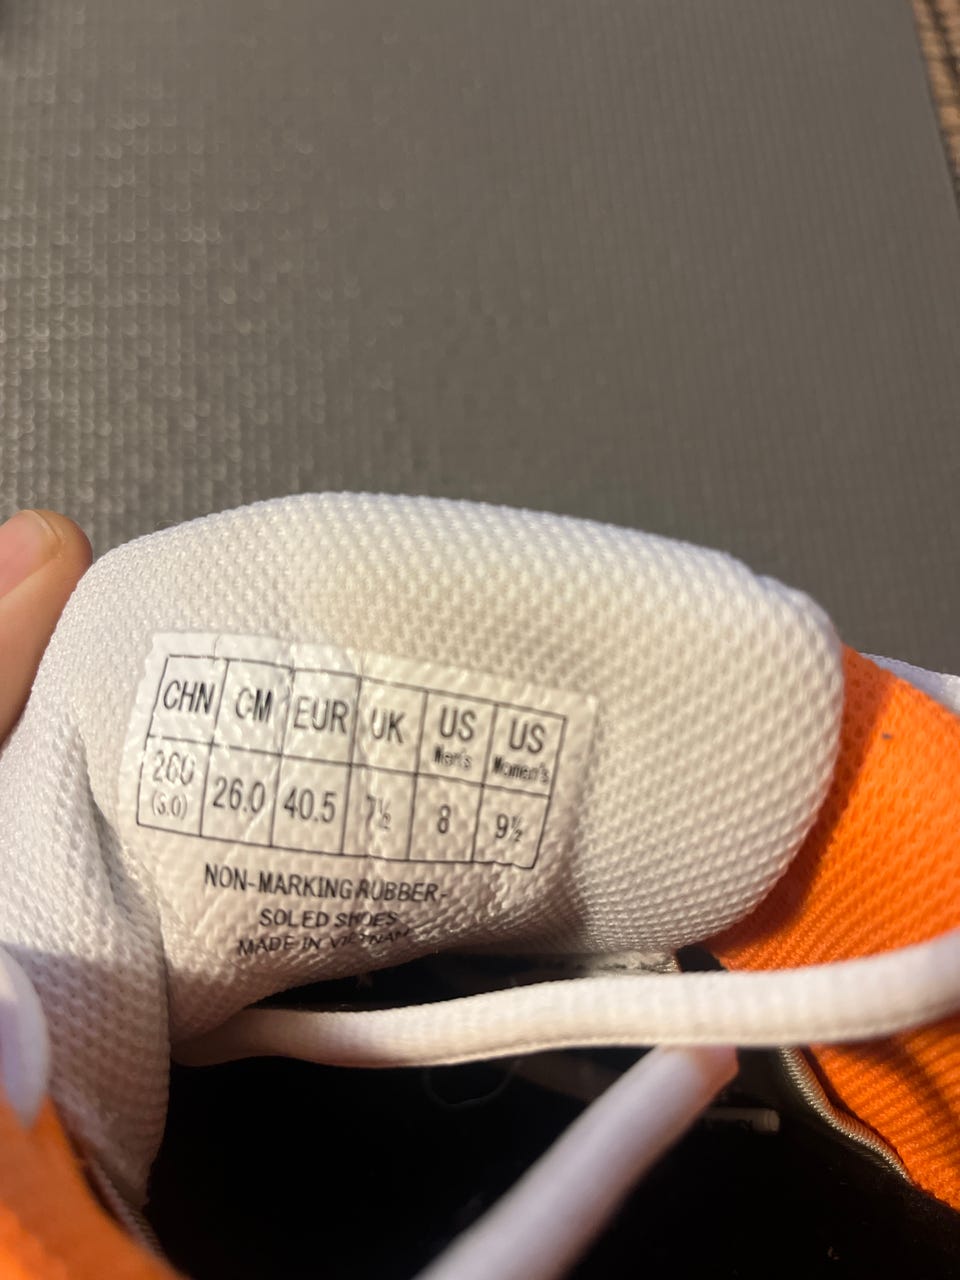 CHN CM EUR UK US US
Men's Women's
260 26.0 40.5 7½ 8 9½
(S.0)
NON-MARKING RUBBER-
SOLED SHOES
MADE IN VIETNAM